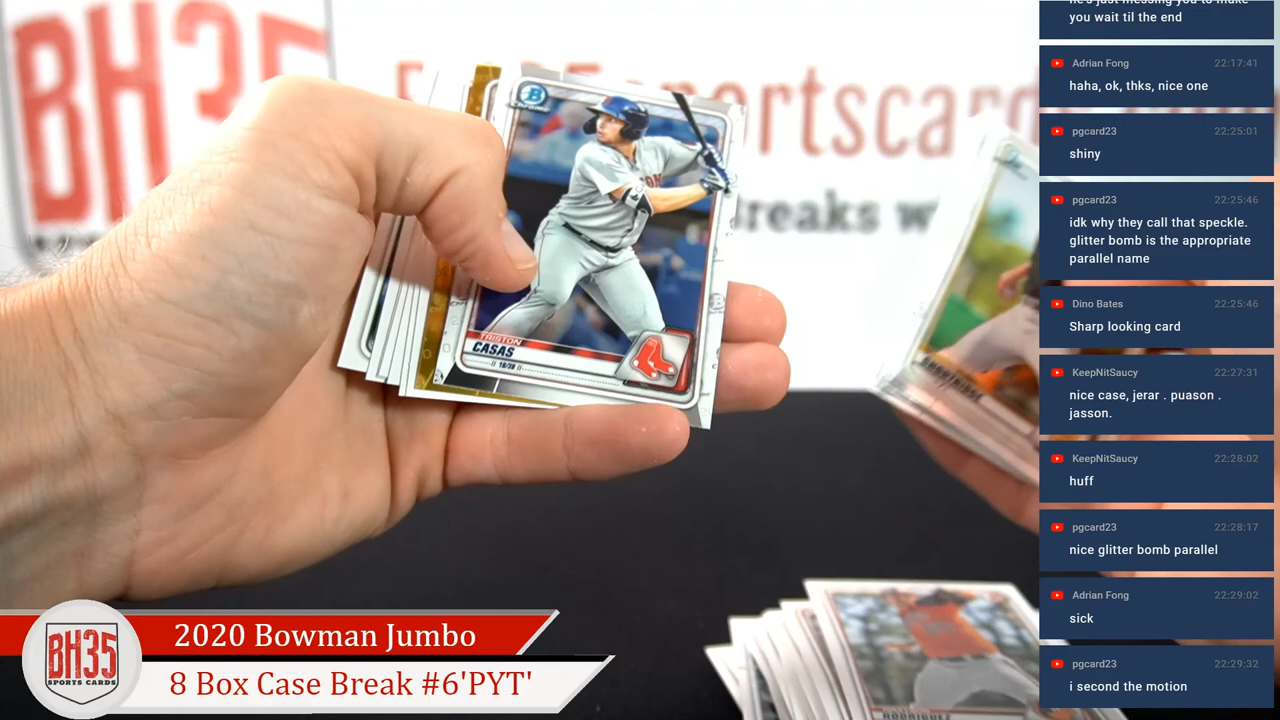 BH35
ortscard
reaks w
B
CASAS
BH35
SPORTS CARDS
2020 Bowman Jumbo
8 Box Case Break #6'PYT'
you wait til the end
Adrian Fong 22:17:41
haha, ok, thks, nice one
pgcard23 22:25:01
shiny
pgcard23 22:25:46
idk why they call that speckle.
glitter bomb is the appropriate
parallel name
Dino Bates 22:25:46
Sharp looking card
KeepNitSaucy 22:27:31
nice case, jerar . puason .
jasson.
KeepNitSaucy 22:28:02
huff
pgcard23 22:28:17
nice glitter bomb parallel
Adrian Fong 22:29:02
sick
pgcard23 22:29:32
i second the motion